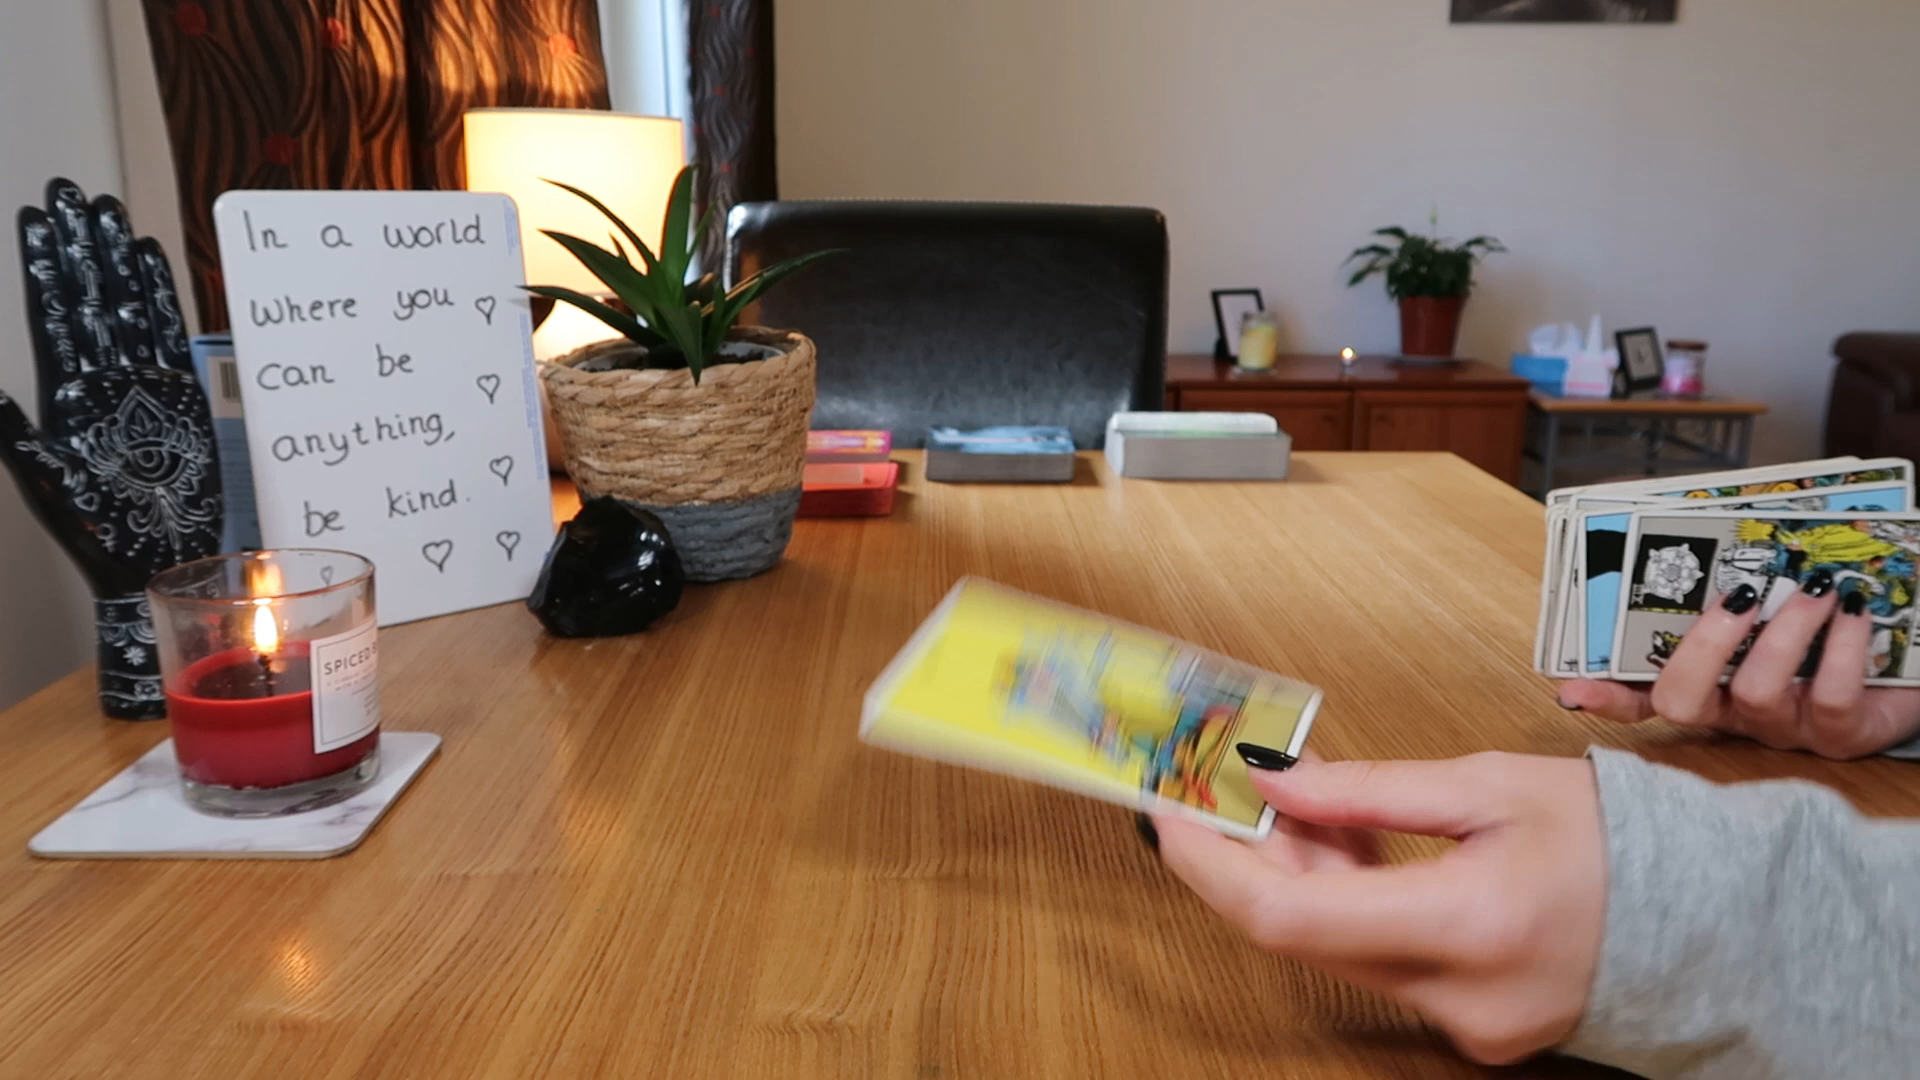 In a world
Where you
can be
anything,
be kind.
SPICED